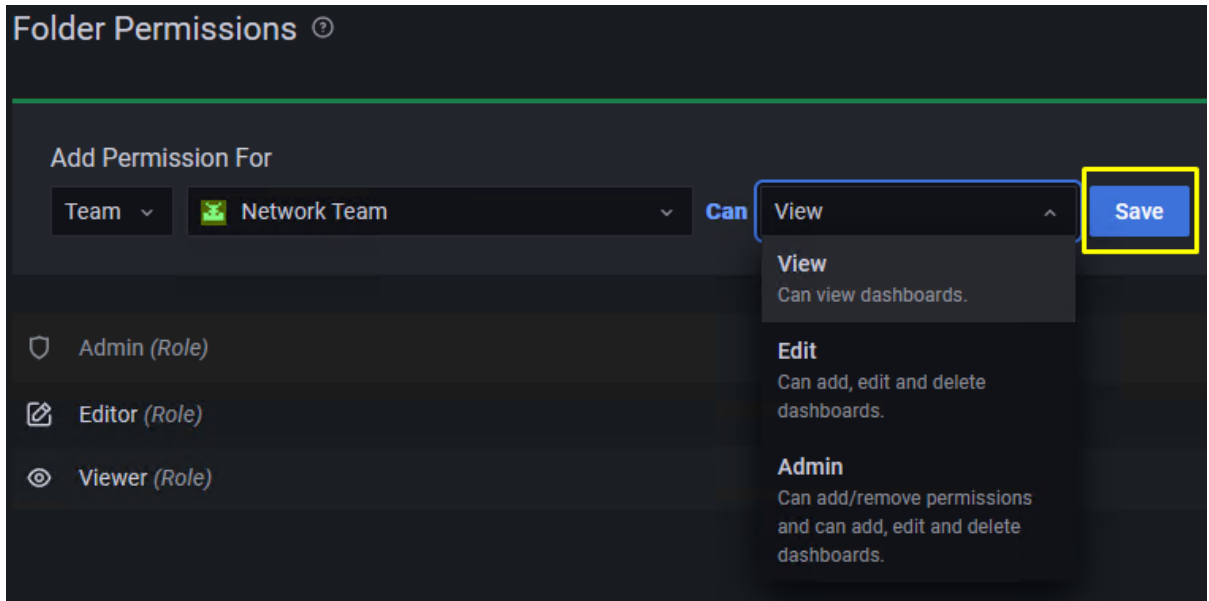 Folder Permissions
Add Permission For
Team Network Team Can View Save
View
Can view dashboards.
Admin (Role)
Edit
Can add, edit and delete
dashboards.
Editor (Role)
Viewer (Role)
Admin
Can add/remove permissions
and can add, edit and delete
dashboards.